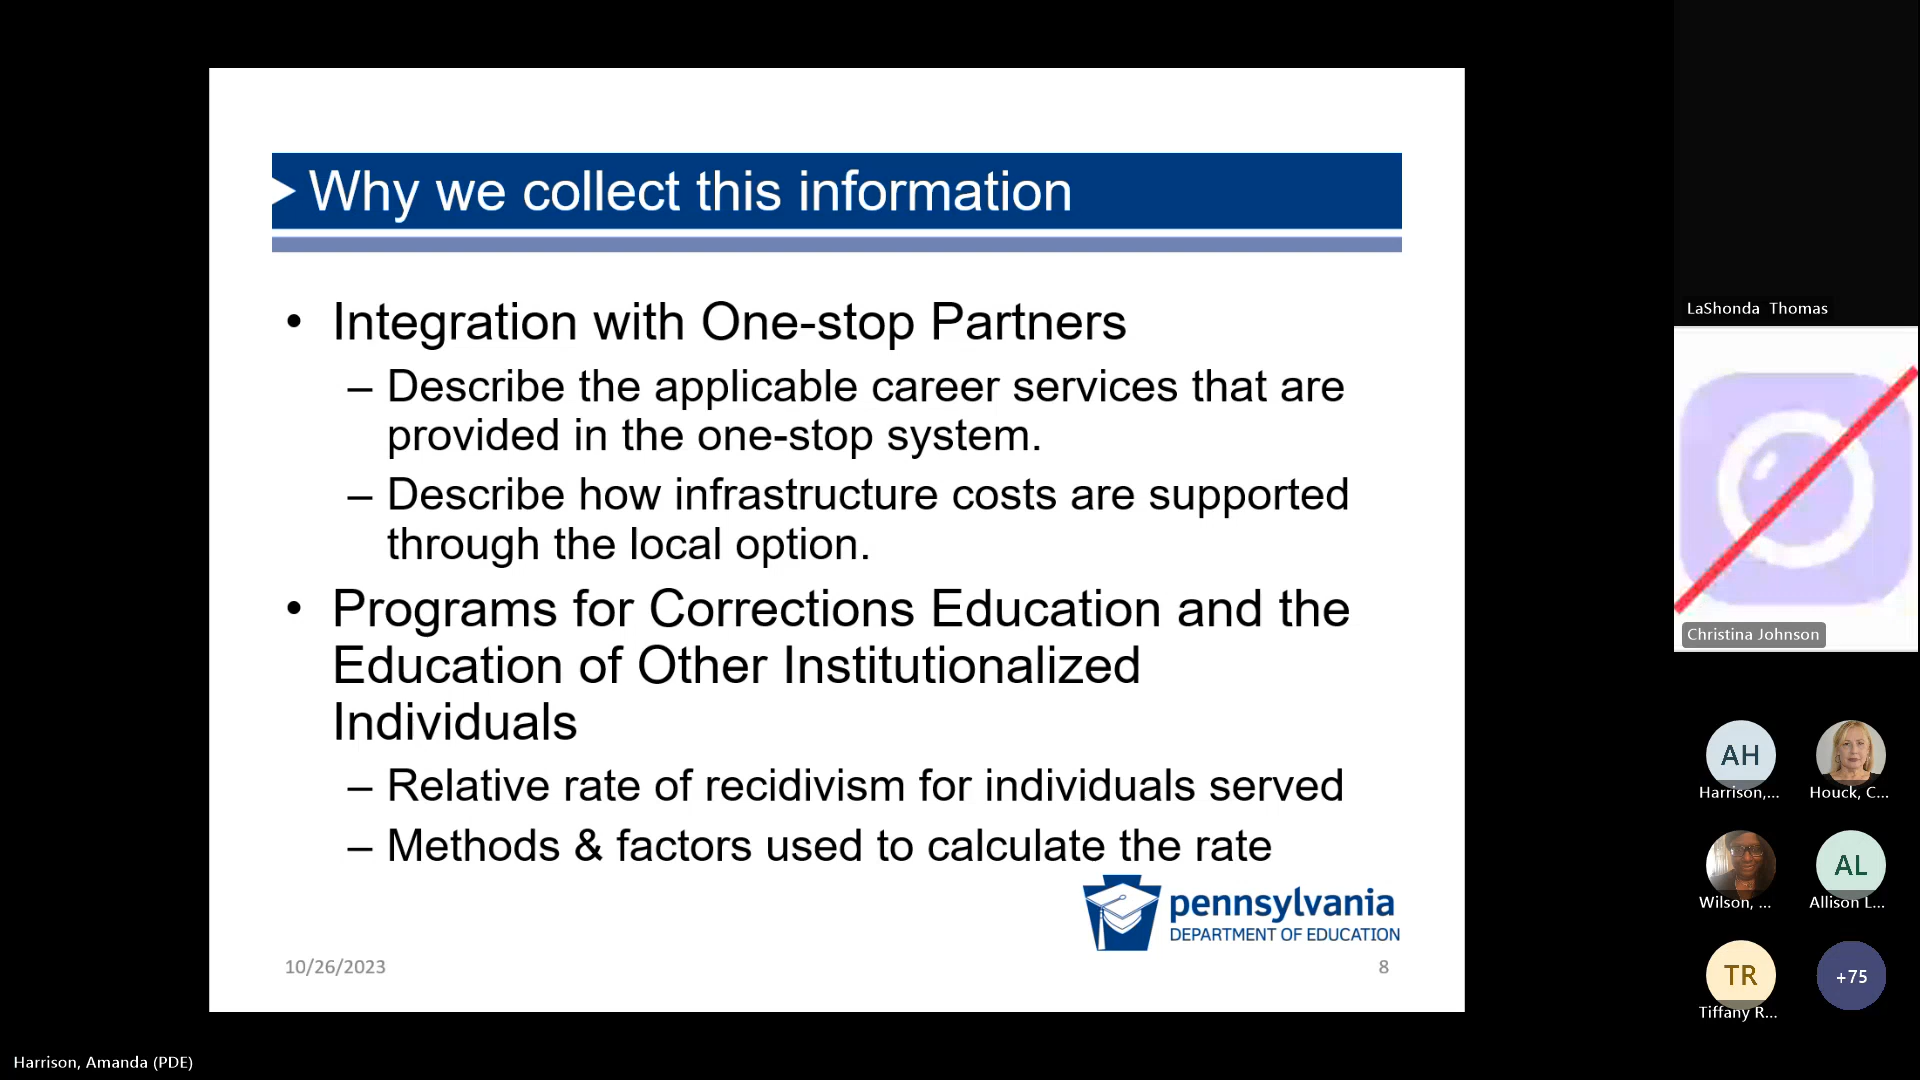 Why we collect this information
• Integration with One-stop Partners
– Describe the applicable career services that are
provided in the one-stop system.
– Describe how infrastructure costs are supported
through the local option.
• Programs for Corrections Education and the
Education of Other Institutionalized
Individuals
– Relative rate of recidivism for individuals served
– Methods & factors used to calculate the rate
pennsylvania
DEPARTMENT OF EDUCATION
10/26/2023
8
Harrison, Amanda (PDE)
LaShonda Thomas
Christina Johnson
AH
Harrison,...
Houck, C...
Wilson, ...
AL
Allison L...
TR
Tiffany R...
+75